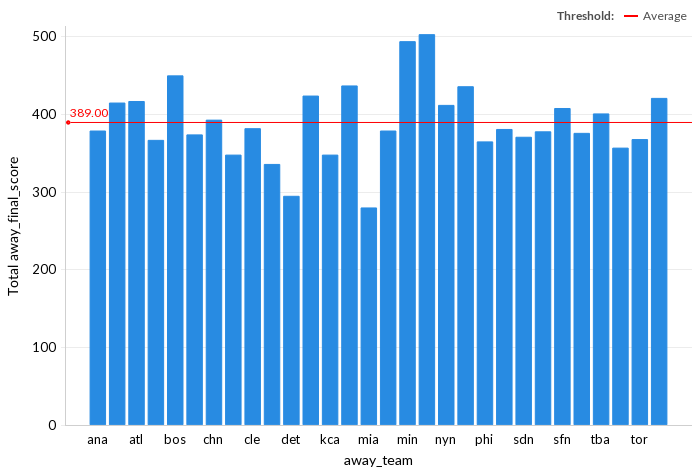 Threshold: Average
500
400
300
200
100
0
389.00
Total away_final_score
ana atl bos chn cle det kca mia min nyn phi sdn sfn tba tor
away_team